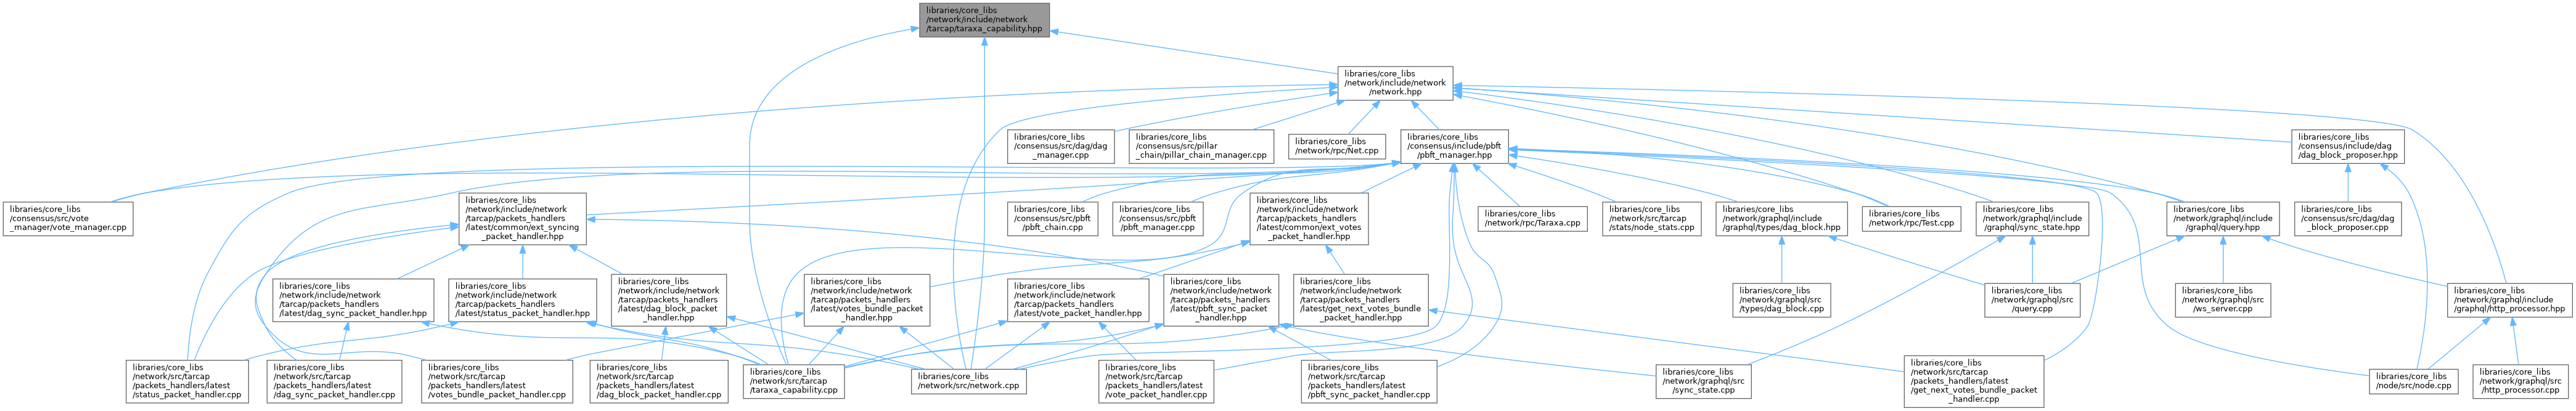 libraries/core_libs
/network/include/network
/tarcap/taraxa_capability.hpp
libraries/core_libs
/network/include/network
/network.hpp
libraries/core_libs
/consensus/src/dag/dag
_manager.cpp
libraries/core_libs
/consensus/src/pillar
_chain/pillar_chain_manager.cpp
libraries/core_libs
/network/rpc/Net.cpp
libraries/core_libs
/consensus/include/pbft
/pbft_manager.hpp
libraries/core_libs
/consensus/include/dag
/dag_block_proposer.hpp
libraries/core_libs
/consensus/src/vote
_manager/vote_manager.cpp
libraries/core_libs
/network/include/network
/tarcap/packets_handlers
/latest/common/ext_syncing
_packet_handler.hpp
libraries/core_libs
/consensus/src/pbft
/pbft_chain.cpp
libraries/core_libs
/consensus/src/pbft
/pbft_manager.cpp
libraries/core_libs
/network/include/network
/tarcap/packets_handlers
/latest/common/ext_votes
_packet_handler.hpp
libraries/core_libs
/network/rpc/Taraxa.cpp
libraries/core_libs
/network/src/tarcap
/stats/node_stats.cpp
libraries/core_libs
/network/graphql/include
/graphql/types/dag_block.hpp
libraries/core_libs
/network/rpc/Test.cpp
libraries/core_libs
/network/graphql/include
/graphql/sync_state.hpp
libraries/core_libs
/network/graphql/include
/graphql/query.hpp
libraries/core_libs
/consensus/src/dag/dag
_block_proposer.cpp
libraries/core_libs
/network/include/network
/tarcap/packets_handlers
/latest/dag_sync_packet_handler.hpp
libraries/core_libs
/network/include/network
/tarcap/packets_handlers
/latest/status_packet_handler.hpp
libraries/core_libs
/network/include/network
/tarcap/packets_handlers
/latest/dag_block_packet
_handler.hpp
libraries/core_libs
/network/include/network
/tarcap/packets_handlers
/latest/votes_bundle_packet
_handler.hpp
libraries/core_libs
/network/include/network
/tarcap/packets_handlers
/latest/vote_packet_handler.hpp
libraries/core_libs
/network/include/network
/tarcap/packets_handlers
/latest/pbft_sync_packet
_handler.hpp
libraries/core_libs
/network/include/network
/tarcap/packets_handlers
/latest/get_next_votes_bundle
_packet_handler.hpp
libraries/core_libs
/network/graphql/src
/types/dag_block.cpp
libraries/core_libs
/network/graphql/src
/query.cpp
libraries/core_libs
/network/graphql/src
/ws_server.cpp
libraries/core_libs
/network/graphql/include
/graphql/http_processor.hpp
libraries/core_libs
/network/src/tarcap
/packets_handlers/latest
/status_packet_handler.cpp
libraries/core_libs
/network/src/tarcap
/packets_handlers/latest
/dag_sync_packet_handler.cpp
libraries/core_libs
/network/src/tarcap
/packets_handlers/latest
/votes_bundle_packet_handler.cpp
libraries/core_libs
/network/src/tarcap
/packets_handlers/latest
/dag_block_packet_handler.cpp
libraries/core_libs
/network/src/tarcap
/taraxa_capability.cpp
libraries/core_libs
/network/src/network.cpp
libraries/core_libs
/network/src/tarcap
/packets_handlers/latest
/vote_packet_handler.cpp
libraries/core_libs
/network/src/tarcap
/packets_handlers/latest
/pbft_sync_packet_handler.cpp
libraries/core_libs
/network/graphql/src
/sync_state.cpp
libraries/core_libs
/network/src/tarcap
/packets_handlers/latest
/get_next_votes_bundle_packet
_handler.cpp
libraries/core_libs
/node/src/node.cpp
libraries/core_libs
/network/graphql/src
/http_processor.cpp